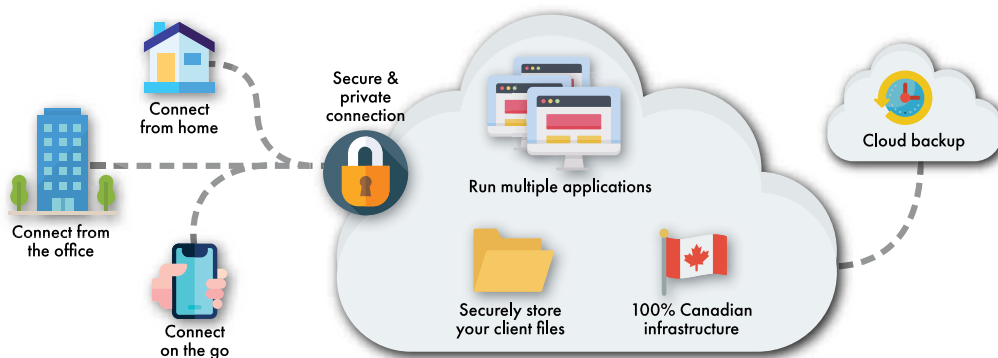 Connect
from home
Connect from
the office
Connect
on the go
Secure &
private
connection
Run multiple applications
Securely store
your client files
100% Canadian
infrastructure
Cloud backup